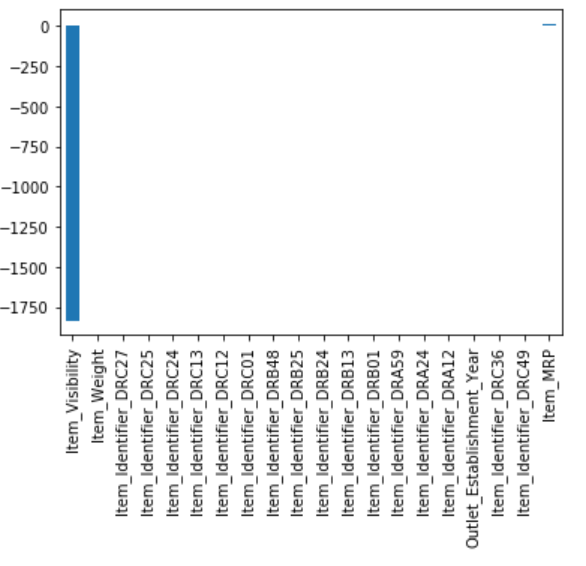 0
−250
−500
−750
−1000
−1250
−1500
−1750
Item_Visibility
Item_Weight
Item_Identifier_DRC27
Item_Identifier_DRC25
Item_Identifier_DRC24
Item_Identifier_DRC13
Item_Identifier_DRC12
Item_Identifier_DRC01
Item_Identifier_DRB48
Item_Identifier_DRB25
Item_Identifier_DRB24
Item_Identifier_DRB13
Item_Identifier_DRB01
Item_Identifier_DRA59
Item_Identifier_DRA24
Item_Identifier_DRA12
Outlet_Establishment_Year
Item_Identifier_DRC36
Item_Identifier_DRC49
Item_MRP